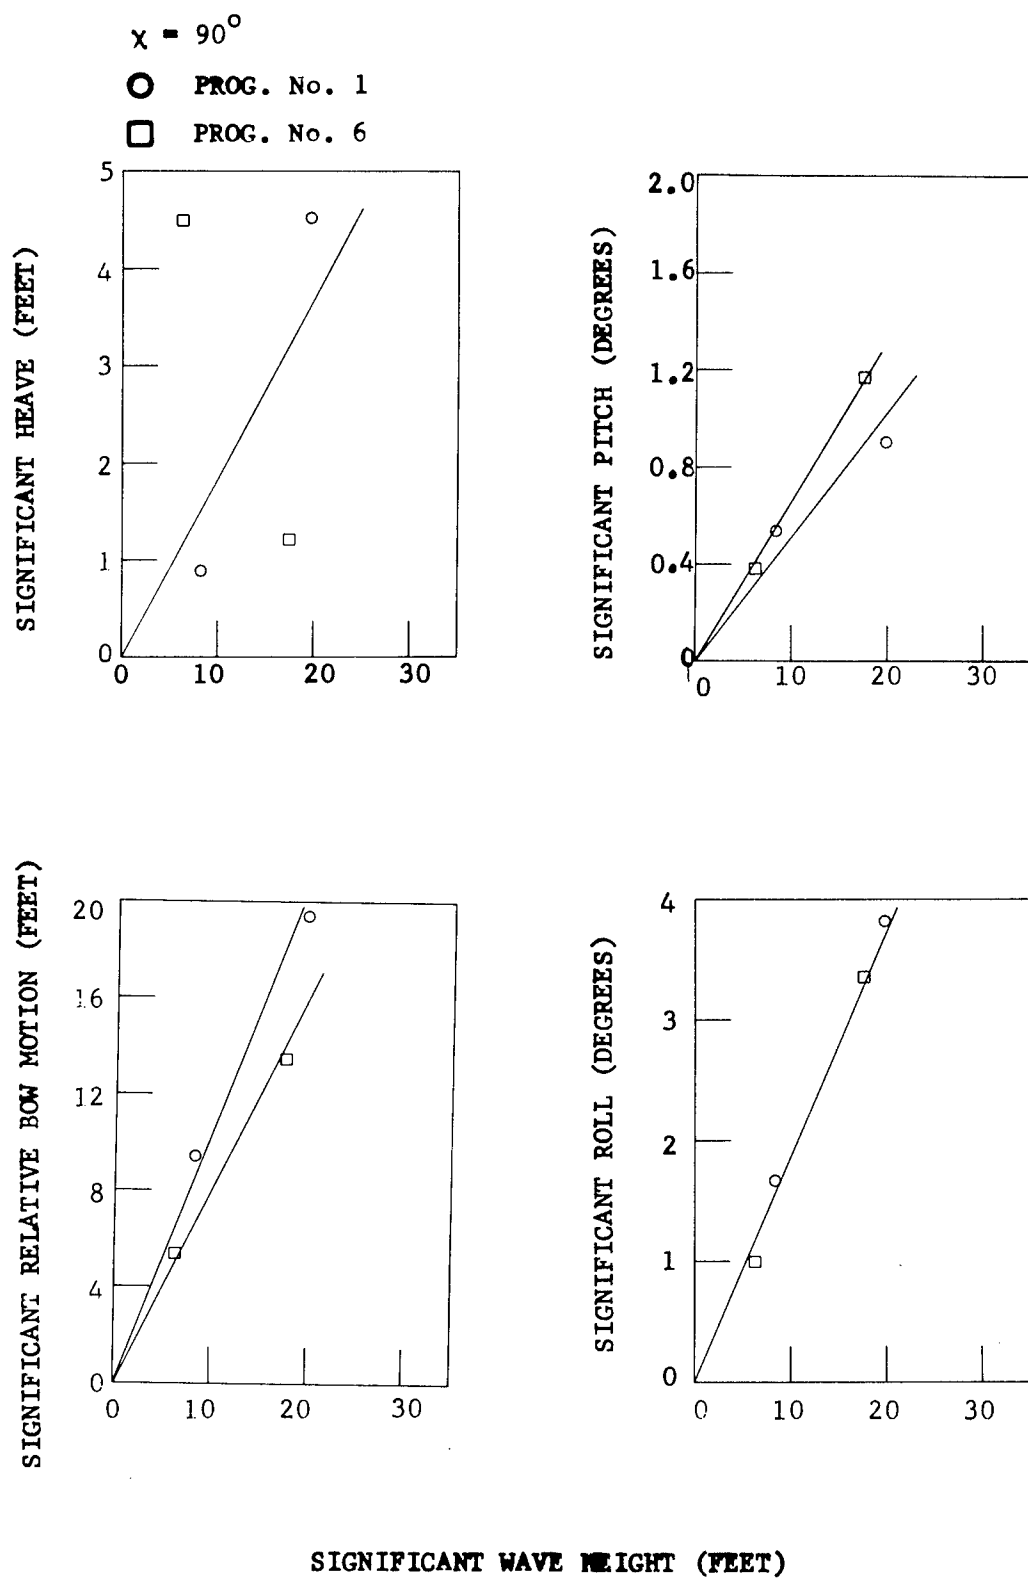 χ = 90°
PROG. No. 1
PROG. No. 6
SIGNIFICANT HEAVE (FEET)
5
4
3
2
1
0
0 10 20 30
SIGNIFICANT PITCH (DEGREES)
2.0
1.6
1.2
0.8
0.4
0
0 10 20 30
SIGNIFICANT RELATIVE BOW MOTION (FEET)
20
16
12
8
4
0
0 10 20 30
SIGNIFICANT ROLL (DEGREES)
4
3
2
1
0
0 10 20 30
SIGNIFICANT WAVE HEIGHT (FEET)